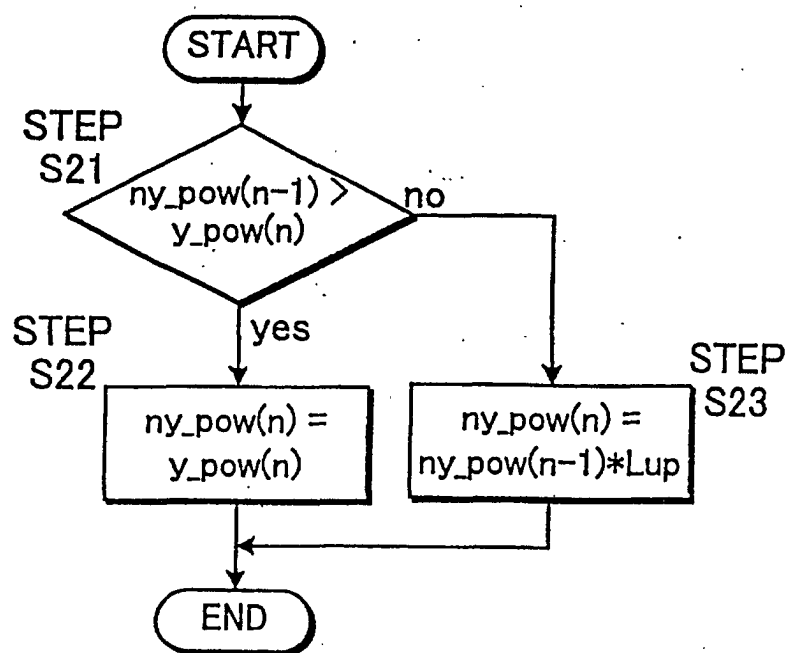 START
STEP
S21
ny_pow(n-1) >
y_pow(n)
no
yes
STEP
S22
ny_pow(n) =
y_pow(n)
STEP
S23
ny_pow(n) =
ny_pow(n-1)*Lup
END